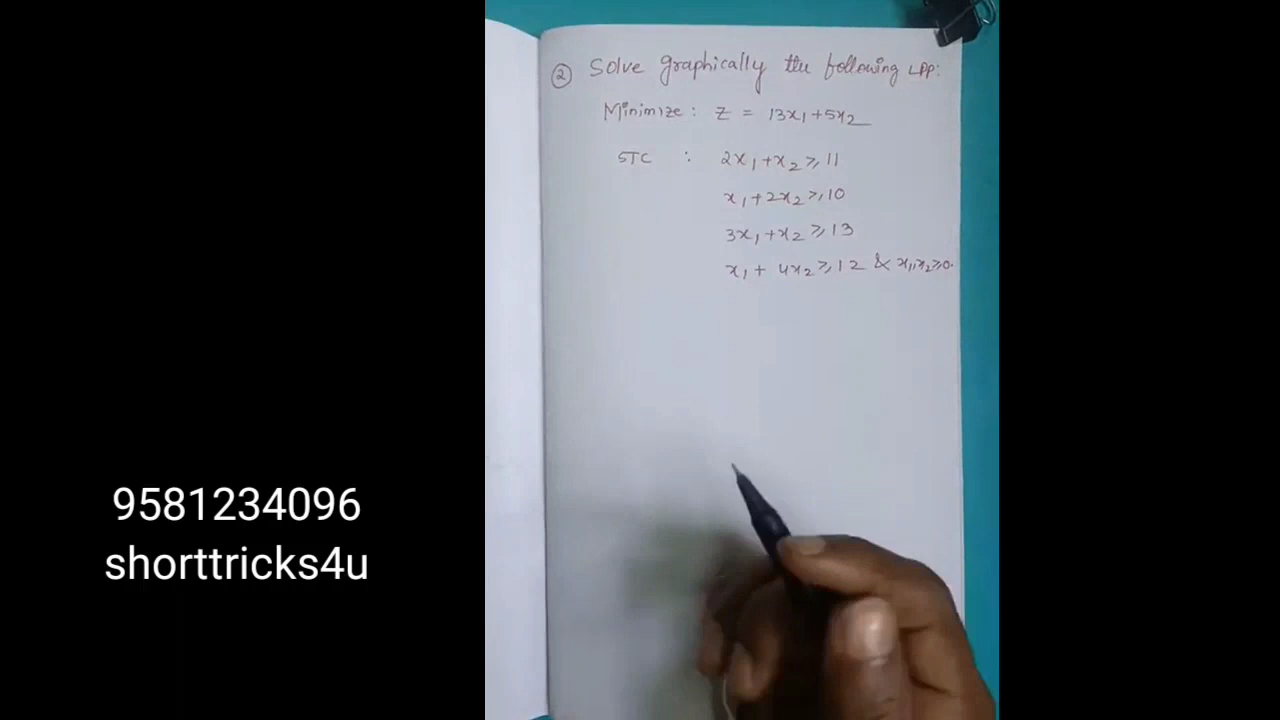 ② Solve graphically the following LPP:
Minimize: Z = 13x₁+5x₂
STC : 2x₁+x₂ ≥ 11
x₁+2x₂ ≥ 10
3x₁+x₂ ≥ 13
x₁+ 4x₂ ≥ 12 & x₁,x₂ ≥ 0.
9581234096
shorttricks4u